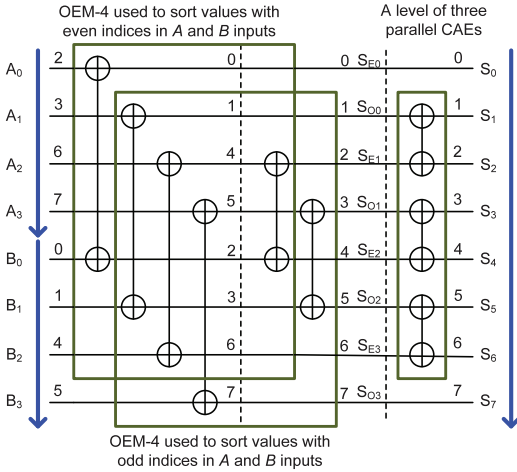 OEM-4 used to sort values with
even indices in A and B inputs
A level of three
parallel CAEs
A0 2 0 0 SE0 0 S0
A1 3 1 1 SO0 1 S1
A2 6 4 2 SE1 2 S2
A3 7 5 3 SO1 3 S3
B0 0 2 4 SE2 4 S4
B1 1 3 5 SO2 5 S5
B2 4 6 6 SE3 6 S6
B3 5 7 7 SO3 7 S7
OEM-4 used to sort values with
odd indices in A and B inputs